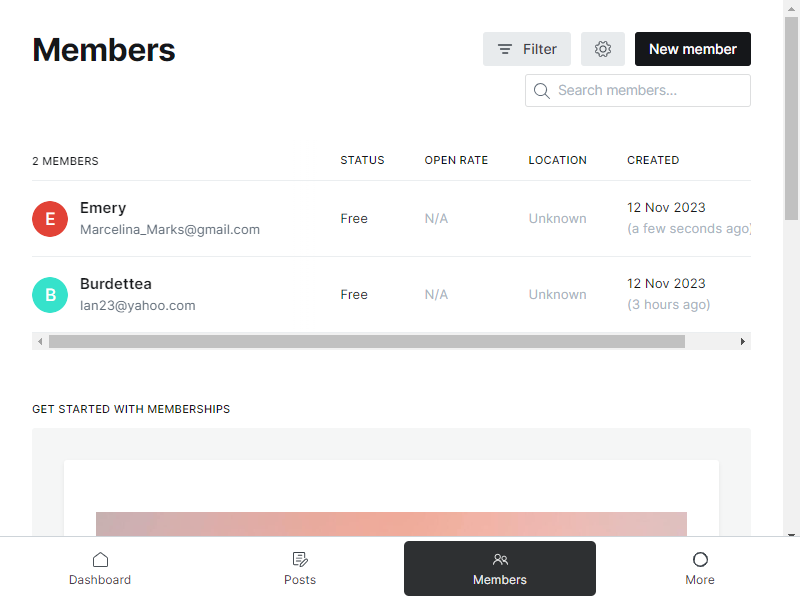 Members
Filter
New member
Search members...
2 MEMBERS STATUS OPEN RATE LOCATION CREATED
E Emery Free N/A Unknown 12 Nov 2023
Marcelina_Marks@gmail.com (a few seconds ago)
B Burdettea Free N/A Unknown 12 Nov 2023
Ian23@yahoo.com (3 hours ago)
GET STARTED WITH MEMBERSHIPS
Dashboard Posts Members More